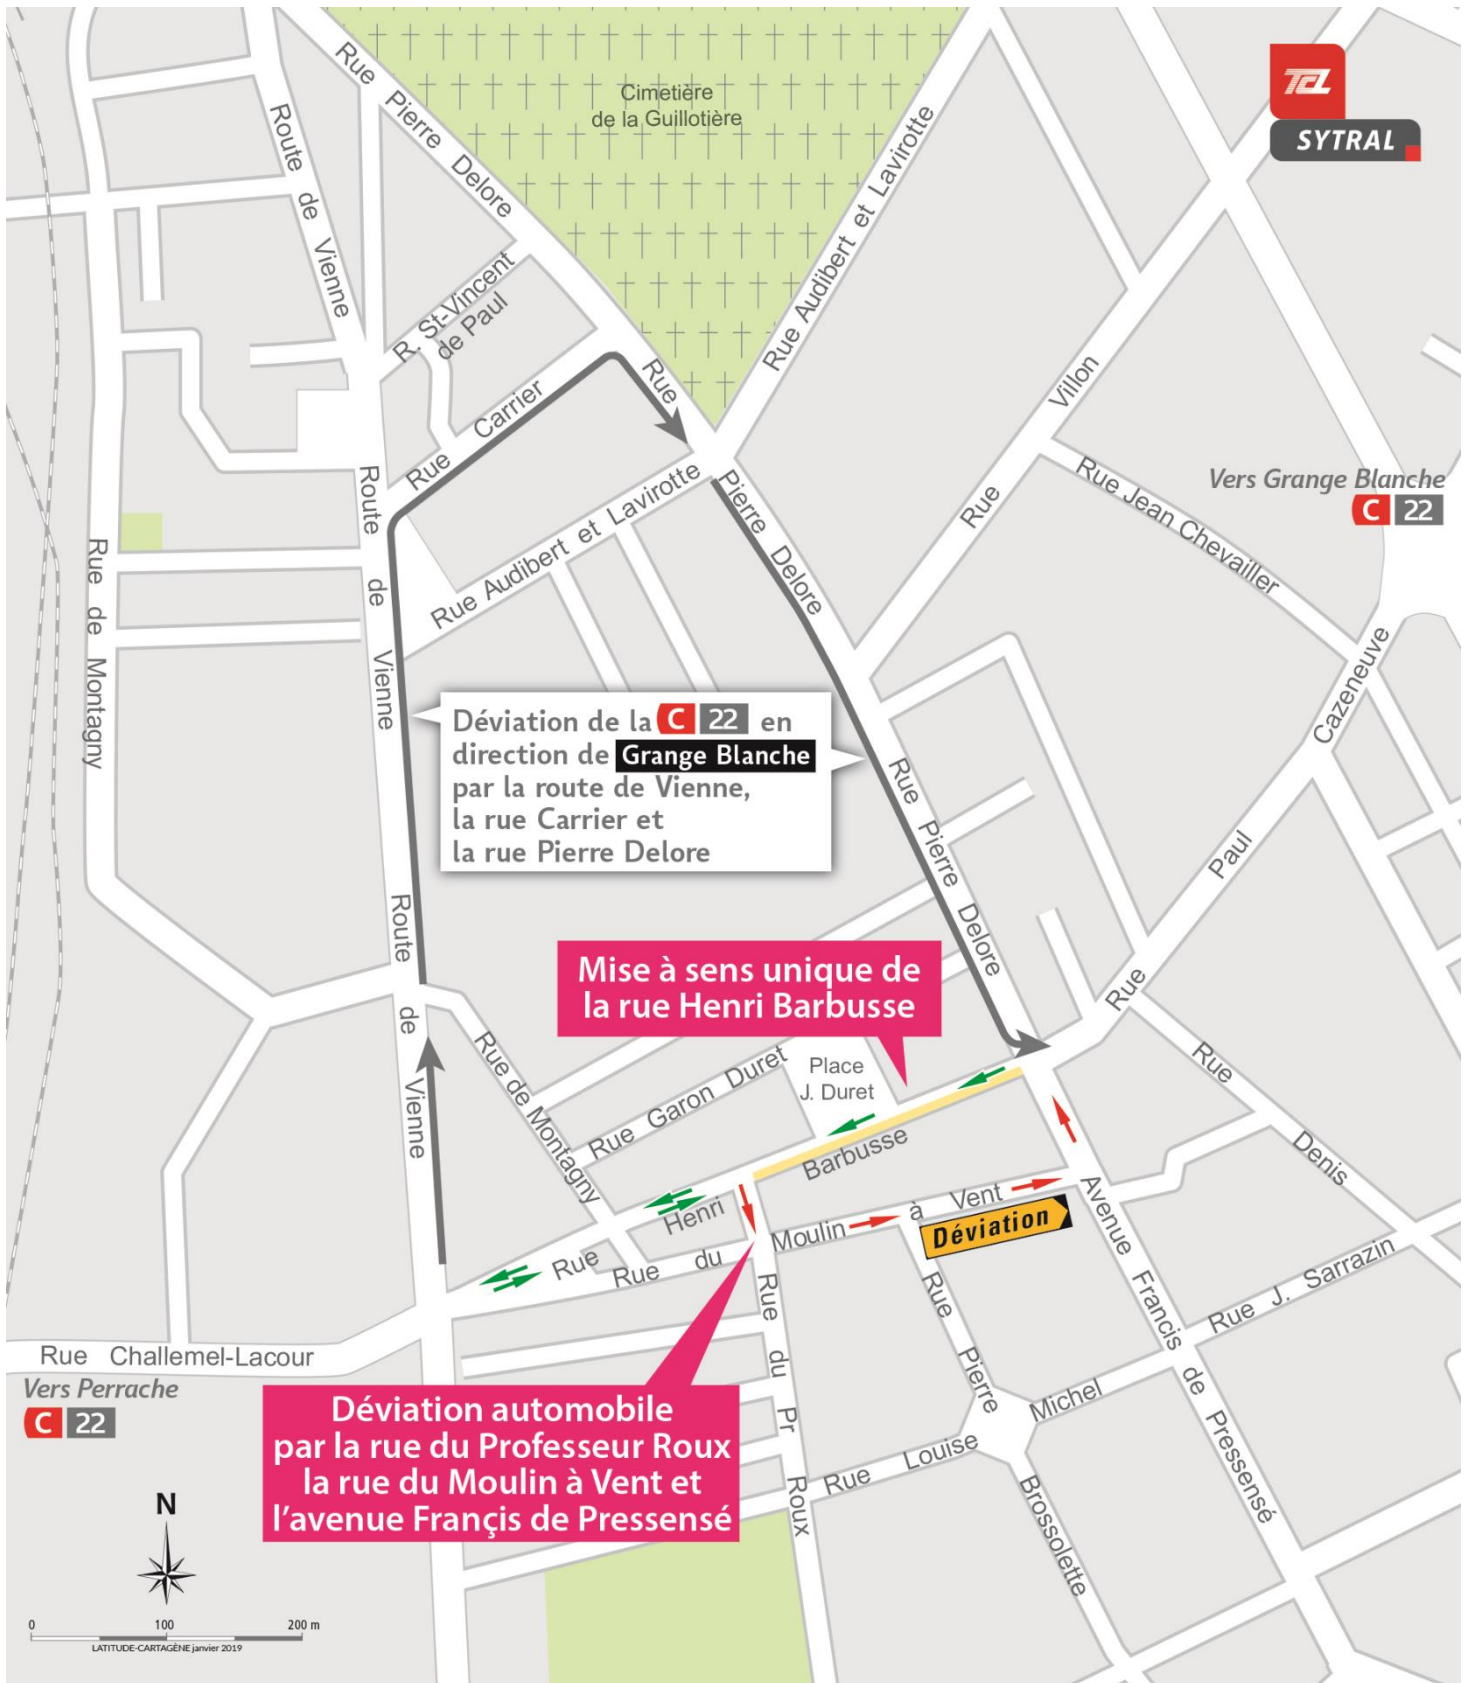 Cimetière
de la Guillotière
TCL
SYTRAL
Rue Pierre Delore
Route de Vienne
Rue Audibert et Lavirotte
R. St-Vincent
de Paul
Rue Carrier
Rue Pierre Delore
Rue Villon
Rue Jean Chevailler
Vers Grange Blanche
C 22
Route de Vienne
Rue Audibert et Lavirotte
Rue de Montagny
Rue Paul Cazeneuve
Déviation de la C 22 en
direction de Grange Blanche
par la route de Vienne,
la rue Carrier et
la rue Pierre Delore
Rue Pierre Delore
Route de Vienne
Mise à sens unique de
la rue Henri Barbusse
Rue de Montagny
Rue Garon Duret
Place
J. Duret
Rue Denis
Rue Henri Barbusse
Rue du Moulin à Vent
Déviation
Avenue Francis de Pressensé
Rue J. Sarrazin
Rue du Pr Roux
Rue Pierre Brossolette
Rue Louise Michel
Rue Challemel-Lacour
Vers Perrache
C 22
Déviation automobile
par la rue du Professeur Roux
la rue du Moulin à Vent et
l'avenue Françis de Pressensé
N
0 100 200 m
LATITUDE-CARTAGÈNE janvier 2019